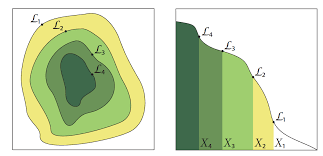 ℒ₁
ℒ₂
ℒ₃
ℒ₄
ℒ₄
ℒ₃
ℒ₂
ℒ₁
X₄ X₃ X₂ X₁